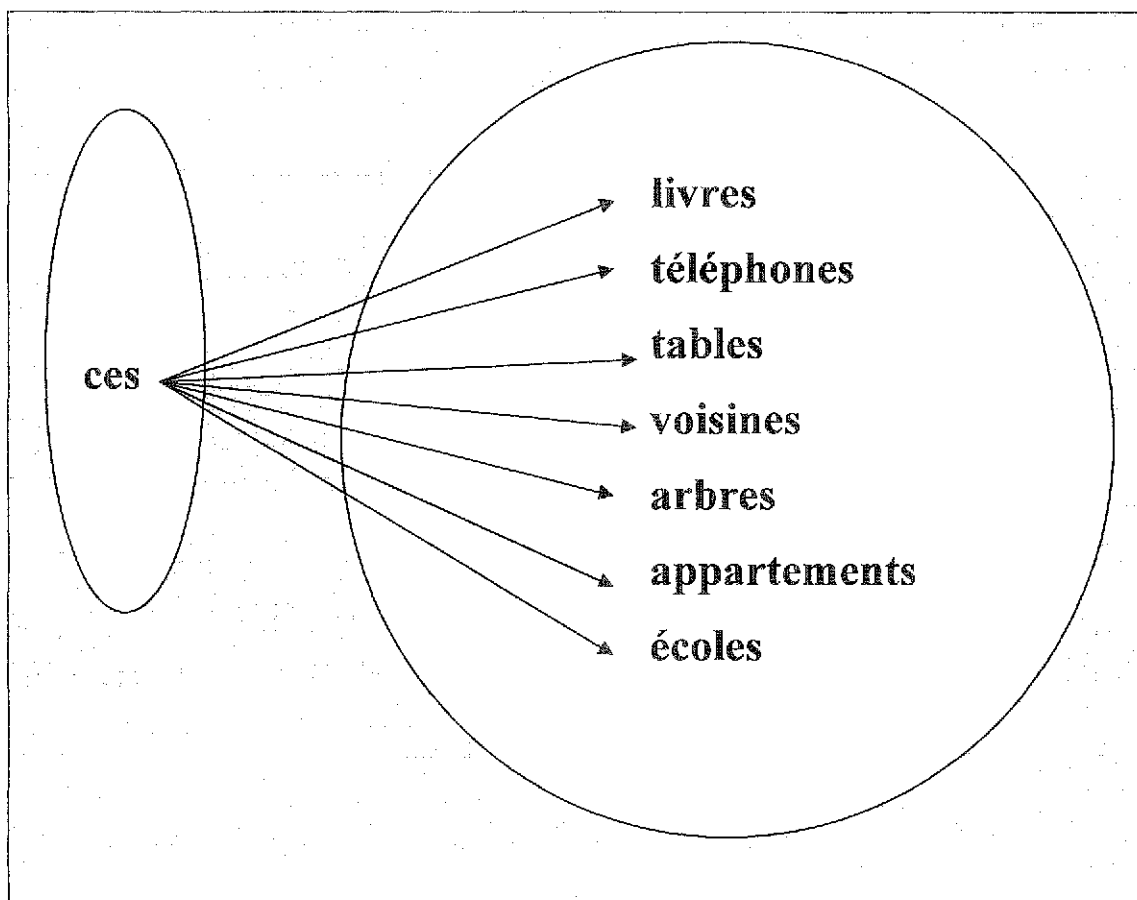 livres
téléphones
tables
ces
voisines
arbres
appartements
écoles